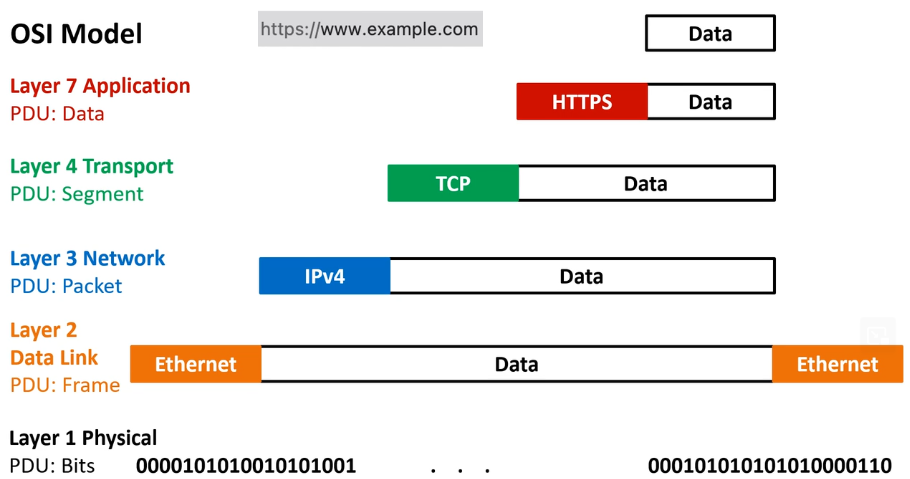 OSI Model
https://www.example.com
Data
Layer 7 Application
PDU: Data
HTTPS
Data
Layer 4 Transport
PDU: Segment
TCP
Data
Layer 3 Network
PDU: Packet
IPv4
Data
Layer 2
Data Link
PDU: Frame
Ethernet
Data
Ethernet
Layer 1 Physical
PDU: Bits
0000101010010101001
. . .
000101010101010000110